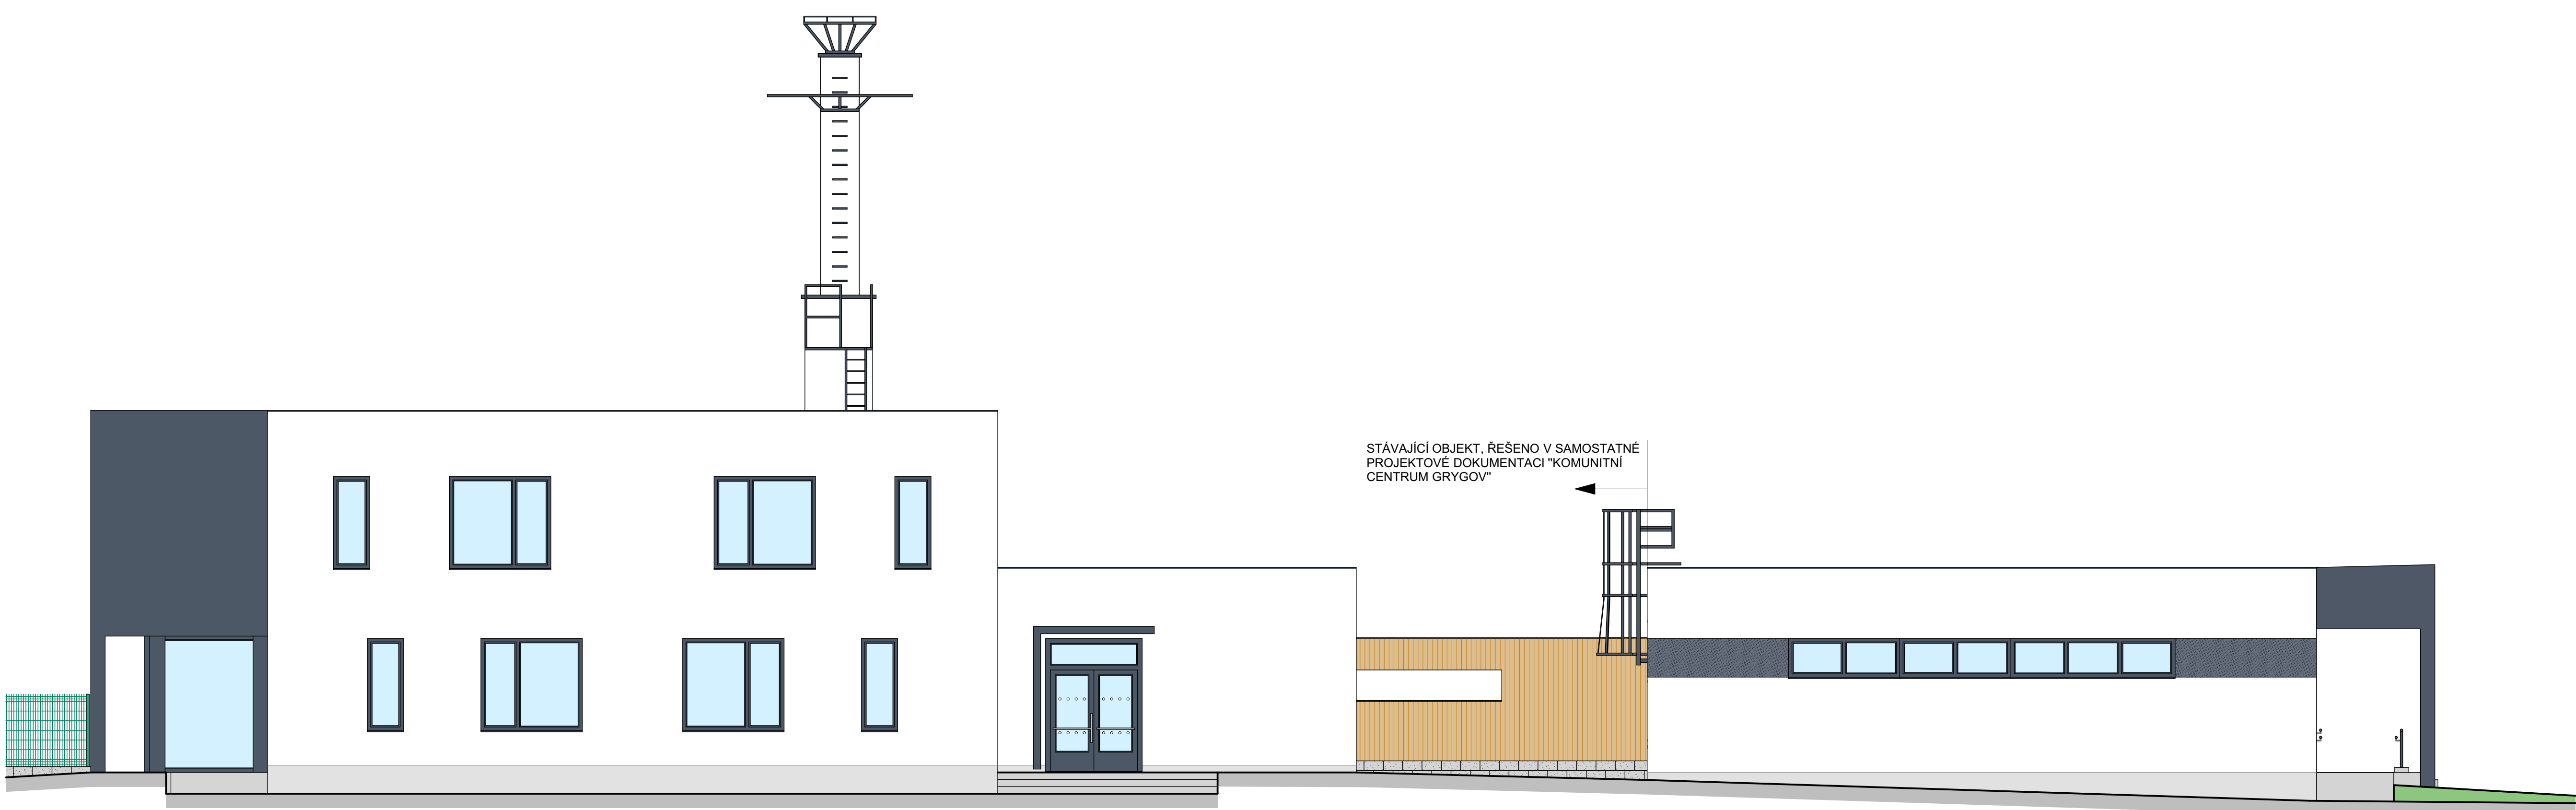 STÁVAJÍCÍ OBJEKT, ŘEŠENO V SAMOSTATNÉ
PROJEKTOVÉ DOKUMENTACI "KOMUNITNÍ
CENTRUM GRYGOV"